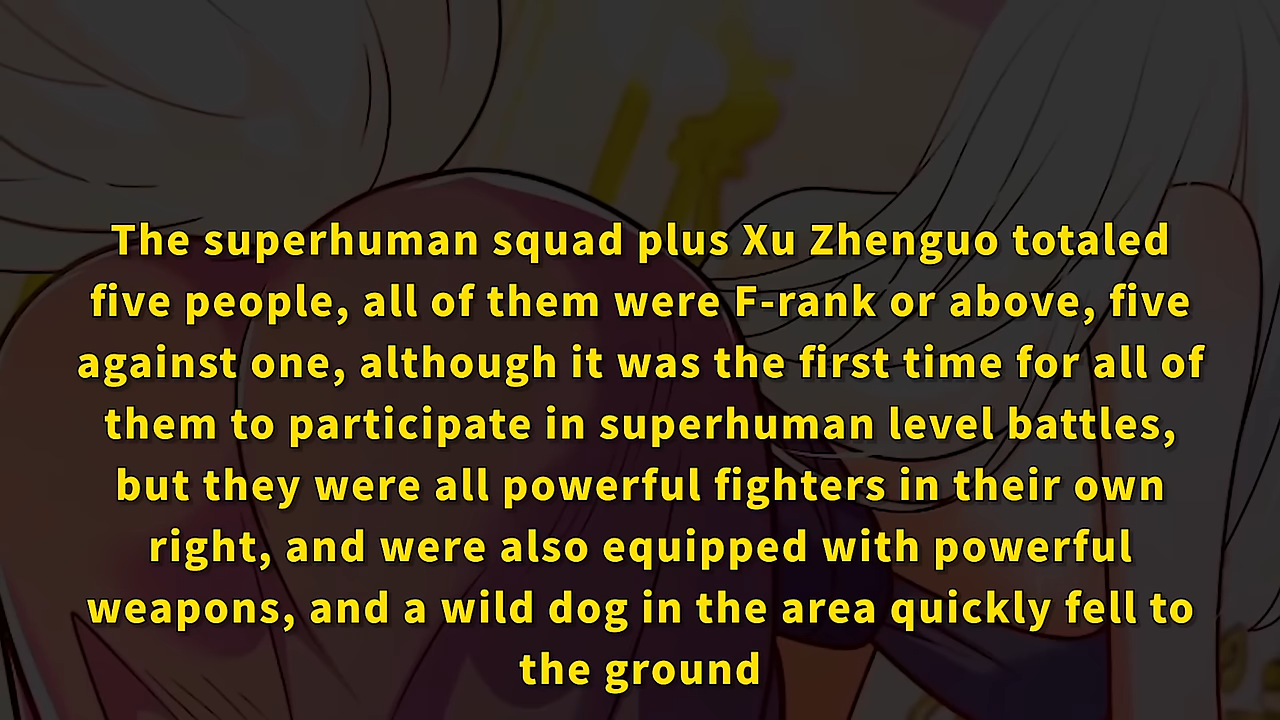 The superhuman squad plus Xu Zhenguo totaled
five people, all of them were F-rank or above, five
against one, although it was the first time for all of
them to participate in superhuman level battles,
but they were all powerful fighters in their own
right, and were also equipped with powerful
weapons, and a wild dog in the area quickly fell to
the ground